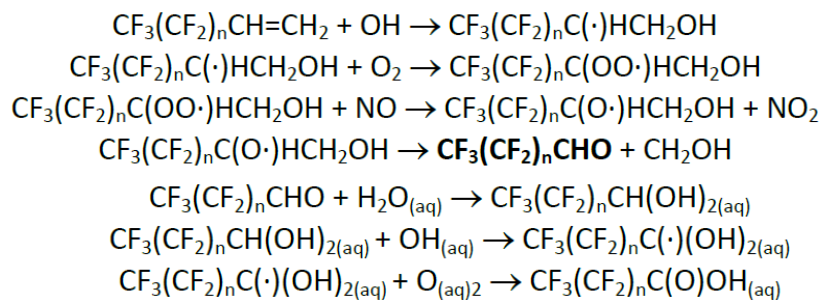 CF₃(CF₂)ₙCH=CH₂ + OH → CF₃(CF₂)ₙC(·)HCH₂OH
CF₃(CF₂)ₙC(·)HCH₂OH + O₂ → CF₃(CF₂)ₙC(OO·)HCH₂OH
CF₃(CF₂)ₙC(OO·)HCH₂OH + NO → CF₃(CF₂)ₙC(O·)HCH₂OH + NO₂
CF₃(CF₂)ₙC(O·)HCH₂OH → CF₃(CF₂)ₙCHO + CH₂OH
CF₃(CF₂)ₙCHO + H₂O₍aq₎ → CF₃(CF₂)ₙCH(OH)₂₍aq₎
CF₃(CF₂)ₙCH(OH)₂₍aq₎ + OH₍aq₎ → CF₃(CF₂)ₙC(·)(OH)₂₍aq₎
CF₃(CF₂)ₙC(·)(OH)₂₍aq₎ + O₍aq₎₂ → CF₃(CF₂)ₙC(O)OH₍aq₎